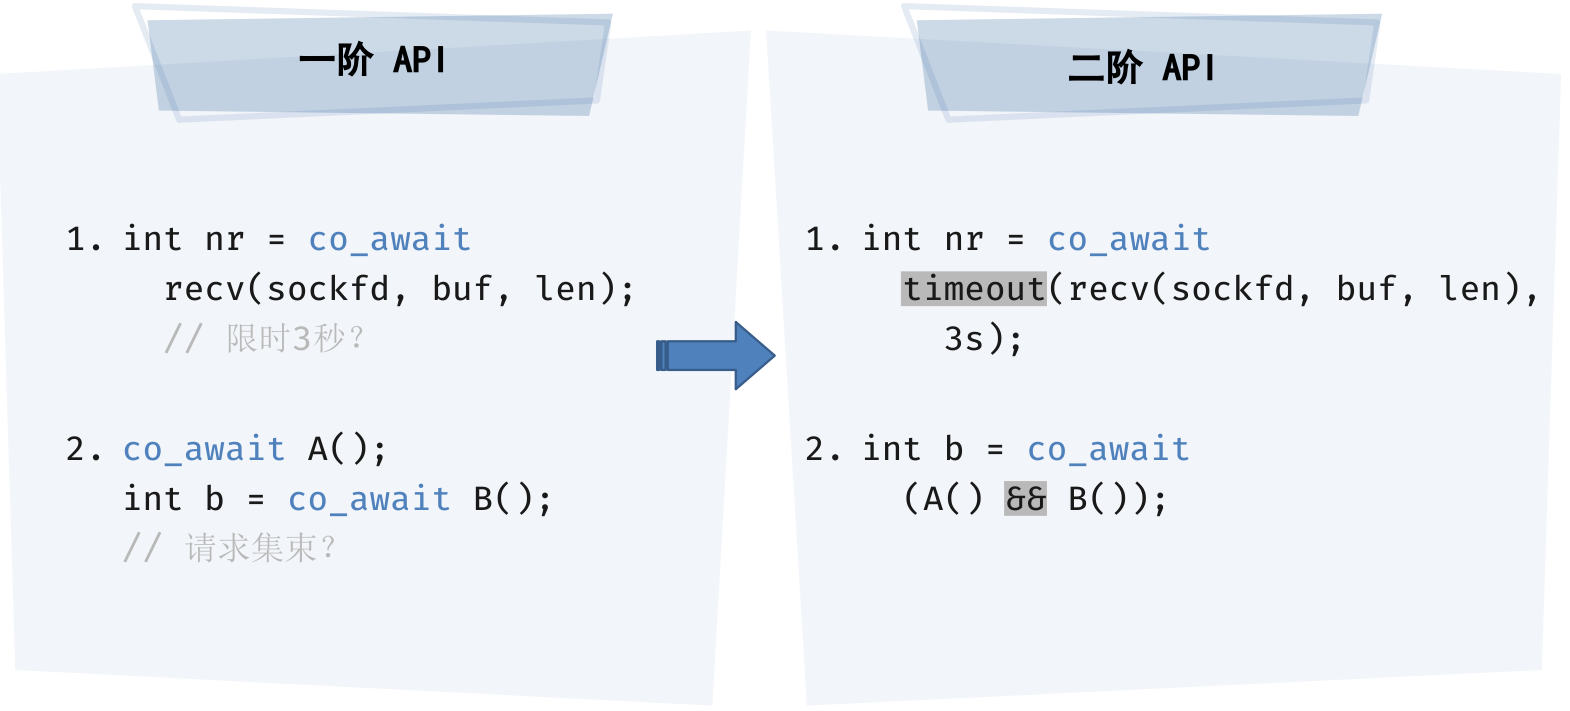 一阶 API
1. int nr = co_await
recv(sockfd, buf, len);
// 限时3秒?
2. co_await A();
int b = co_await B();
// 请求集束?
二阶 API
1. int nr = co_await
timeout(recv(sockfd, buf, len),
3s);
2. int b = co_await
(A() && B());